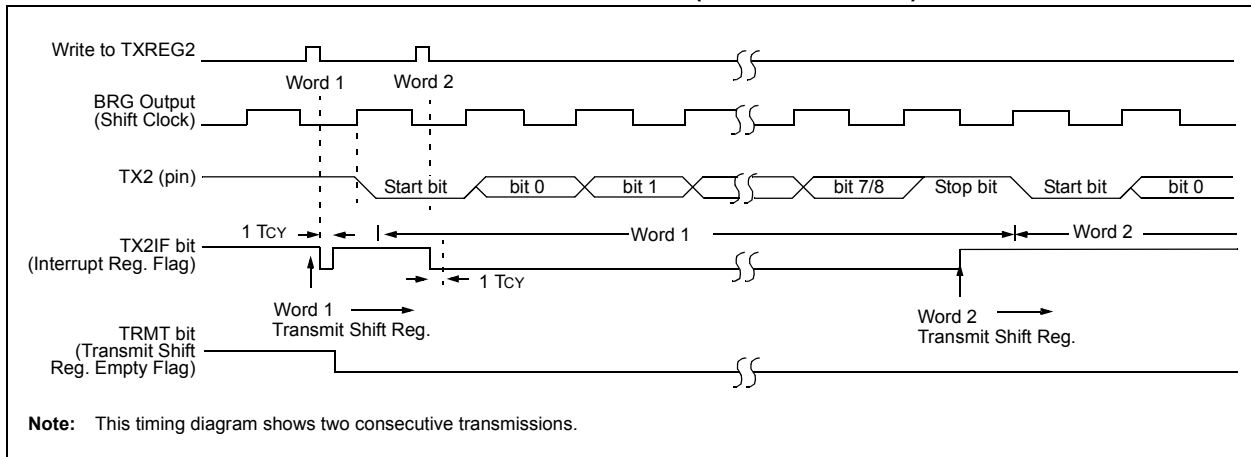 Write to TXREG2
Word 1
Word 2
BRG Output
(Shift Clock)
TX2 (pin)
Start bit
bit 0
bit 1
bit 7/8
Stop bit
Start bit
bit 0
1 TCY
Word 1
Word 2
TX2IF bit
(Interrupt Reg. Flag)
1 TCY
Word 1
Transmit Shift Reg.
Word 2
Transmit Shift Reg.
TRMT bit
(Transmit Shift
Reg. Empty Flag)
Note: This timing diagram shows two consecutive transmissions.